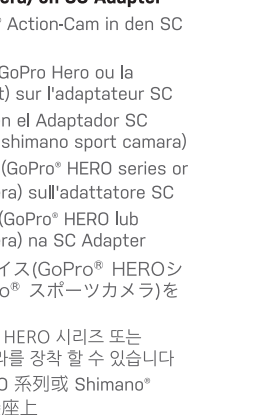 era) on SC Adapter
® Action-Cam in den SC
GoPro Hero ou la
t) sur l'adaptateur SC
n el Adaptador SC
shimano sport camara)
(GoPro® HERO series or
era) sull'adattatore SC
(GoPro® HERO lub
era) na SC Adapter
イス(GoPro® HEROシ
o® スポーツカメラ)を
HERO 시리즈 또는
라를 장착 할 수 있습니다
O 系列或 Shimano®
座上